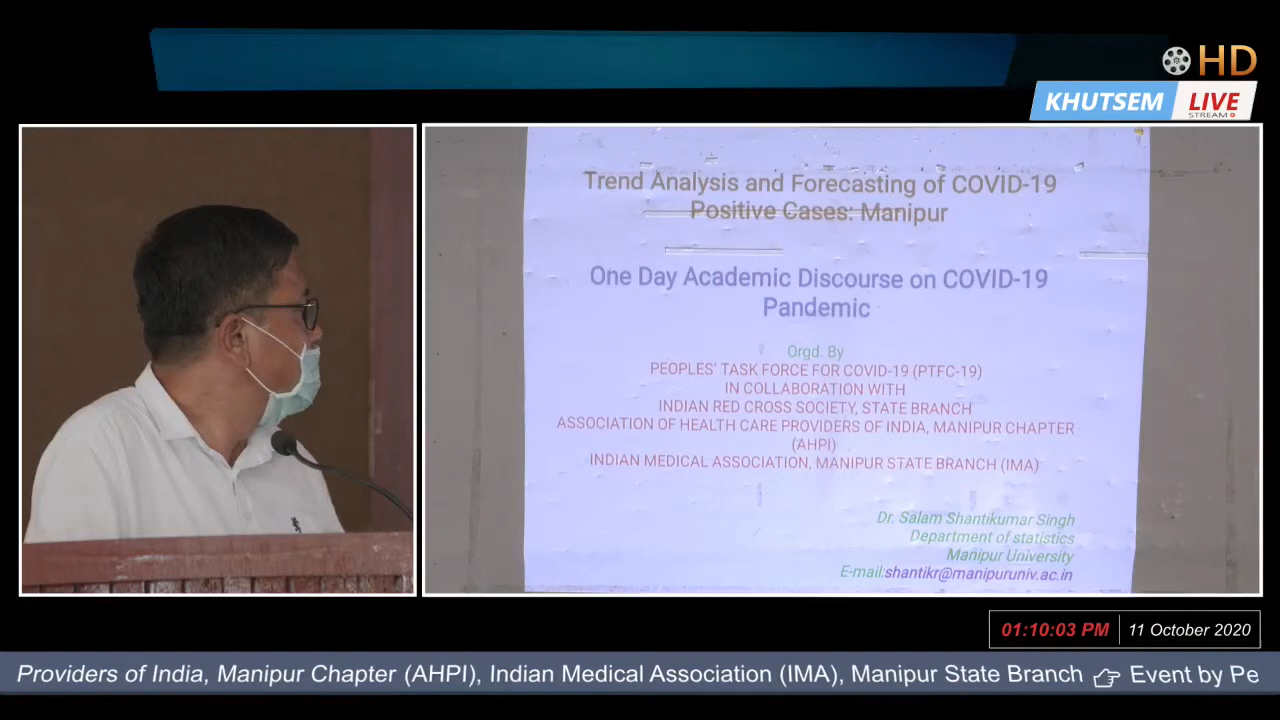 HD
KHUTSEM LIVE
STREAM
Trend Analysis and Forecasting of COVID-19
Positive Cases: Manipur
One Day Academic Discourse on COVID-19
Pandemic
Orgd. By
PEOPLES' TASK FORCE FOR COVID-19 (PTFC-19)
IN COLLABORATION WITH
INDIAN RED CROSS SOCIETY, STATE BRANCH
ASSOCIATION OF HEALTH CARE PROVIDERS OF INDIA, MANIPUR CHAPTER
(AHPI)
INDIAN MEDICAL ASSOCIATION, MANIPUR STATE BRANCH (IMA)
Dr. Salam Shantikumar Singh
Department of statistics
Manipur University
E-mail:shantikr@manipuruniv.ac.in
01:10:03 PM 11 October 2020
Providers of India, Manipur Chapter (AHPI), Indian Medical Association (IMA), Manipur State Branch Event by Pe